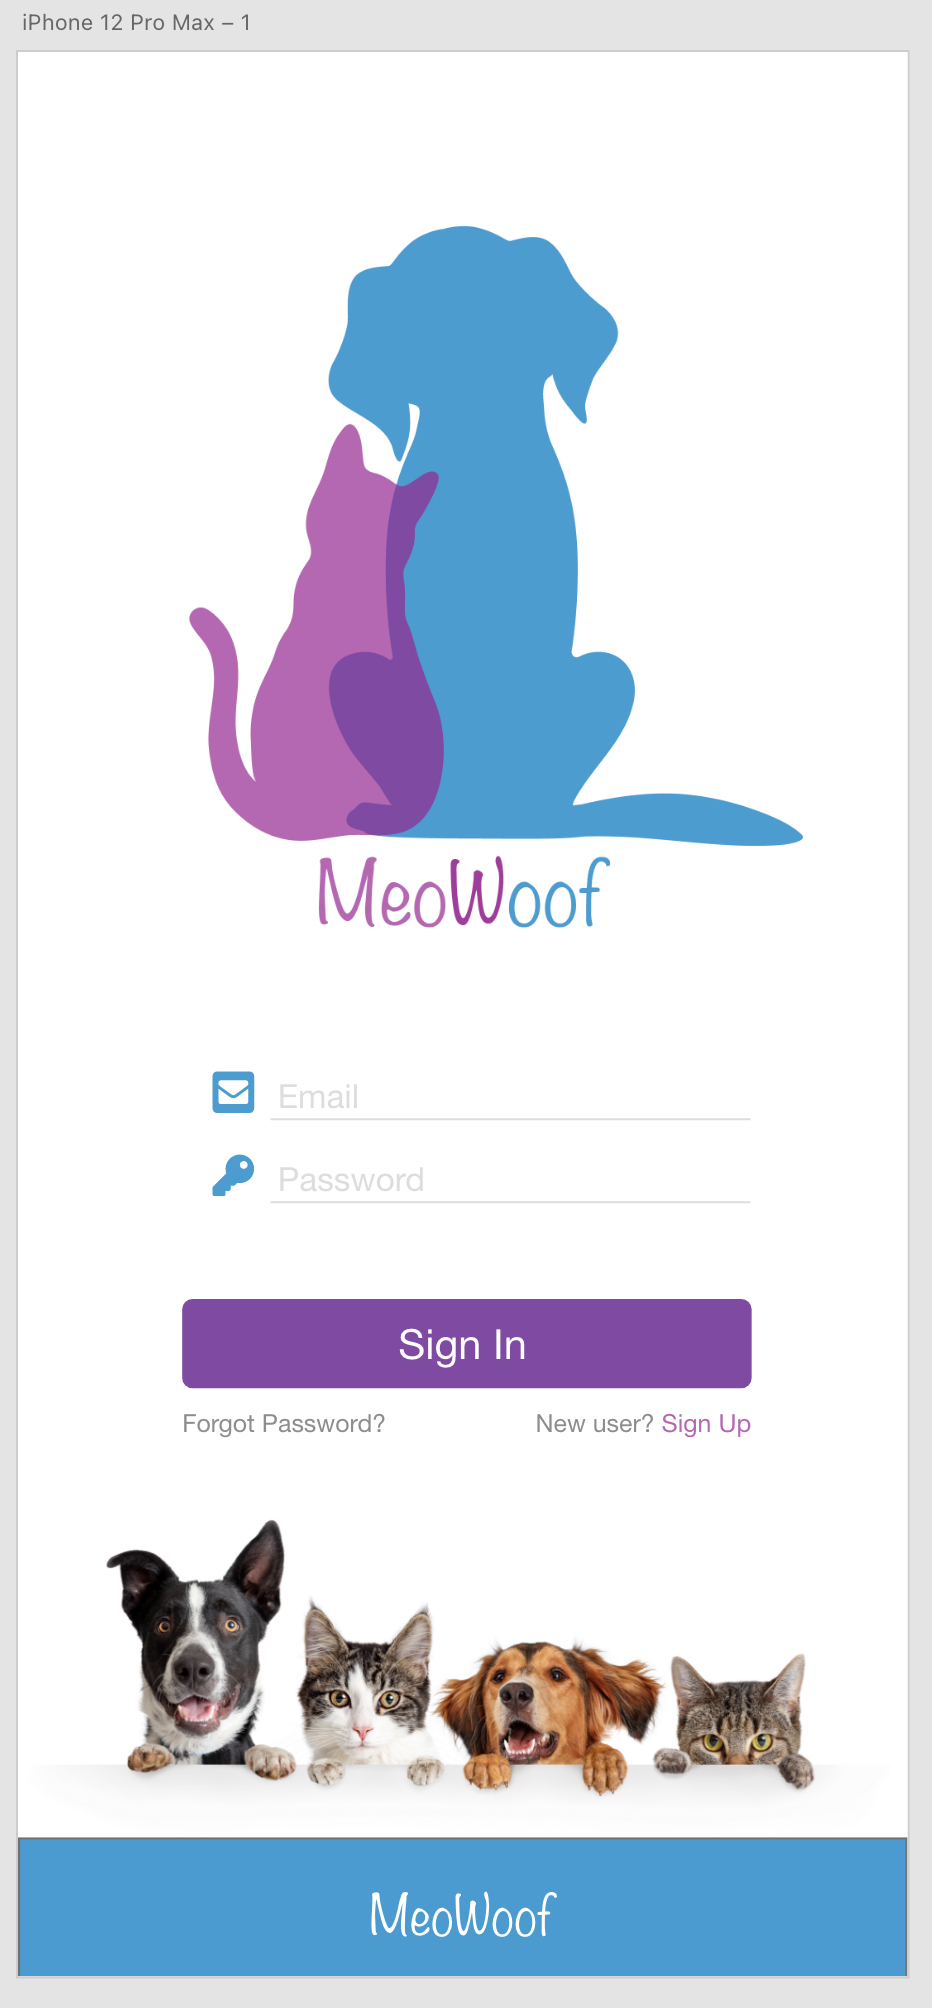 iPhone 12 Pro Max – 1
MeoWoof
Email
Password
Sign In
Forgot Password?
New user? Sign Up
MeoWoof